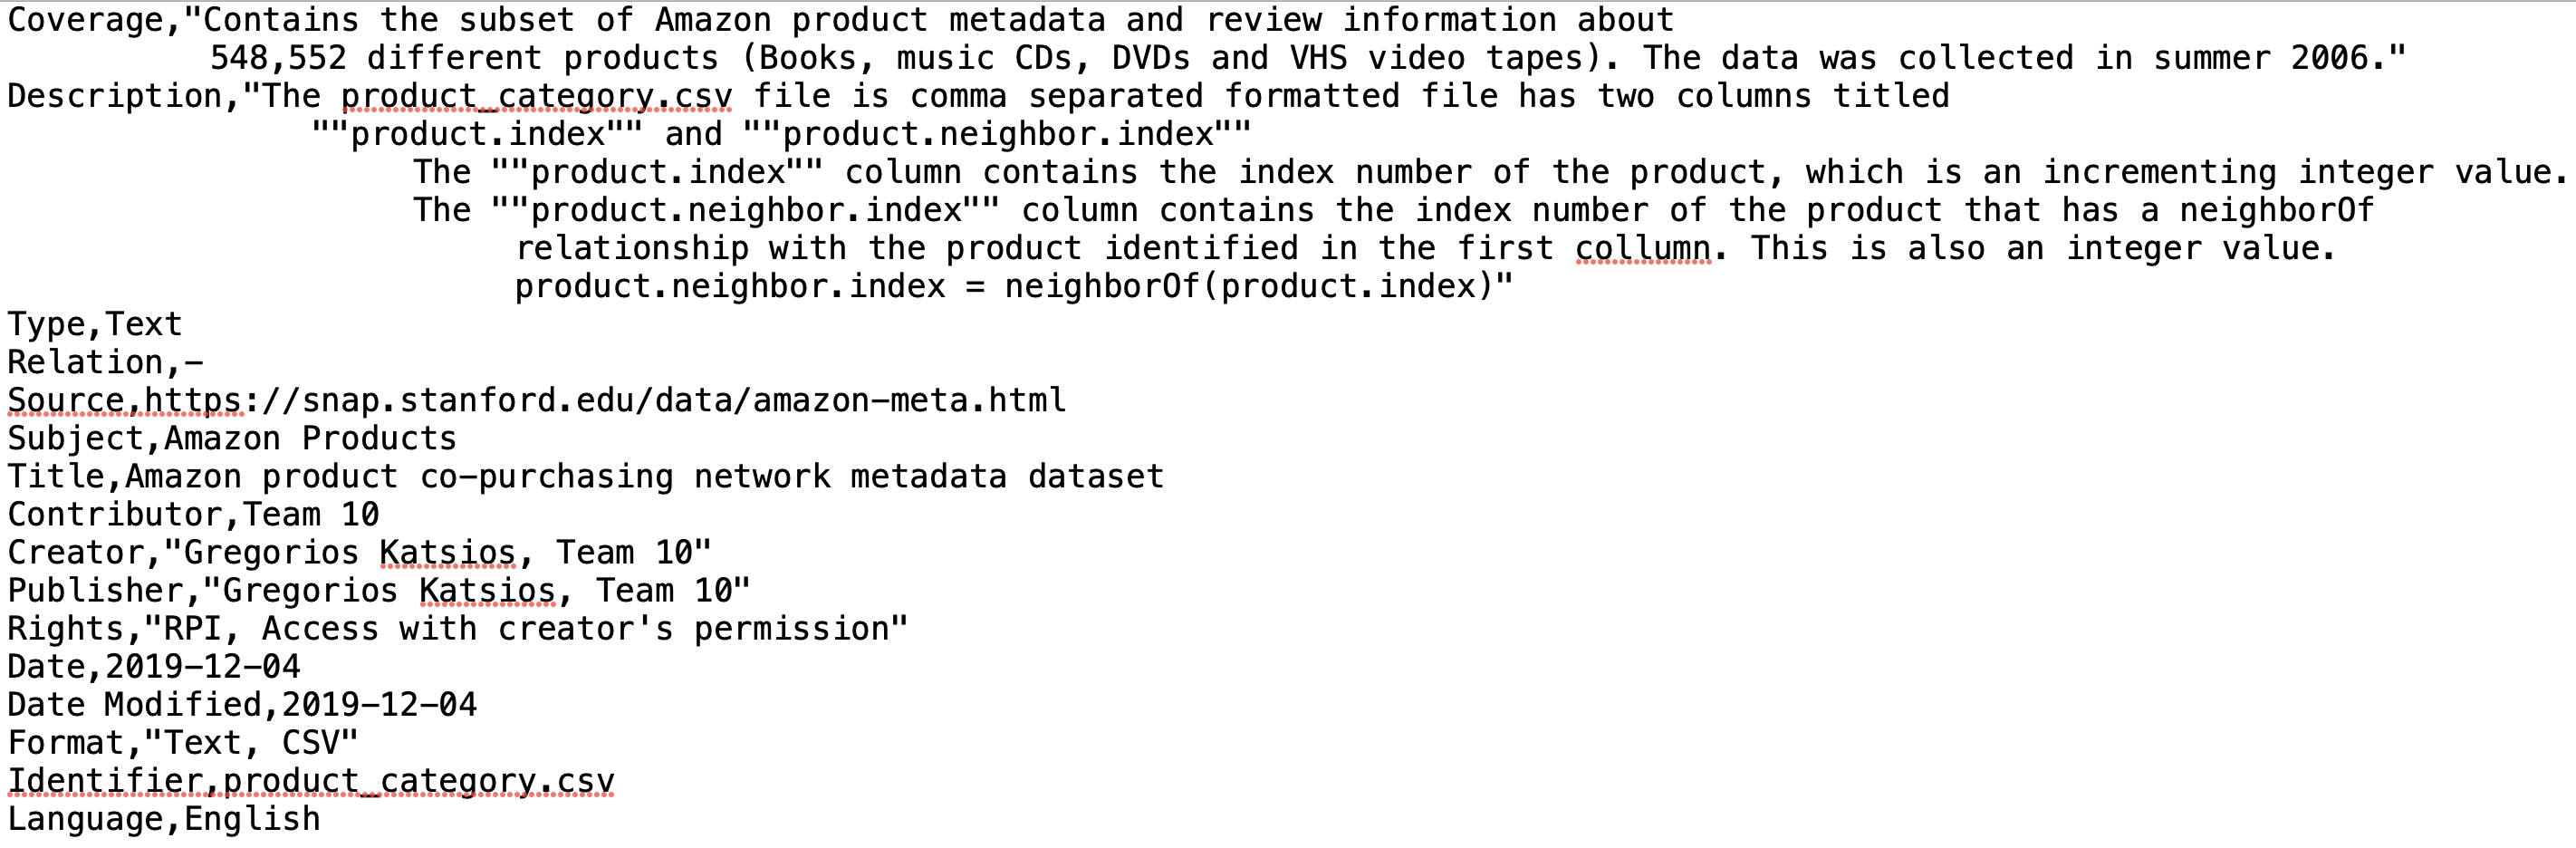 Coverage,"Contains the subset of Amazon product metadata and review information about
548,552 different products (Books, music CDs, DVDs and VHS video tapes). The data was collected in summer 2006."
Description,"The product_category.csv file is comma separated formatted file has two columns titled
""product.index"" and ""product.neighbor.index""
The ""product.index"" column contains the index number of the product, which is an incrementing integer value.
The ""product.neighbor.index"" column contains the index number of the product that has a neighborOf
relationship with the product identified in the first collumn. This is also an integer value.
product.neighbor.index = neighborOf(product.index)"
Type,Text
Relation,-
Source,https://snap.stanford.edu/data/amazon-meta.html
Subject,Amazon Products
Title,Amazon product co-purchasing network metadata dataset
Contributor,Team 10
Creator,"Gregorios Katsios, Team 10"
Publisher,"Gregorios Katsios, Team 10"
Rights,"RPI, Access with creator's permission"
Date,2019-12-04
Date Modified,2019-12-04
Format,"Text, CSV"
Identifier,product_category.csv
Language,English